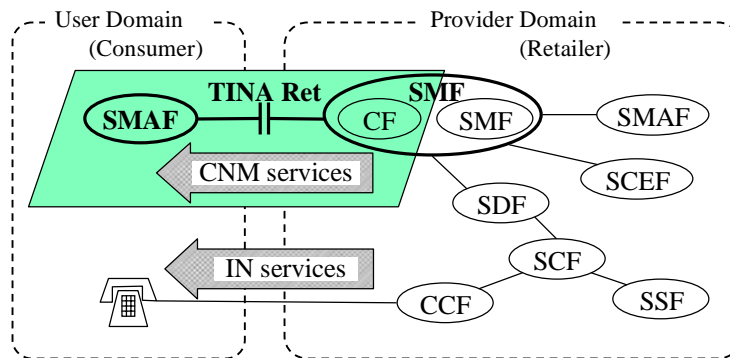 User Domain
(Consumer)
Provider Domain
(Retailer)
TINA Ret
SMF
SMAF
CF
SMF
SMAF
CNM services
SCEF
SDF
IN services
SCF
CCF
SSF